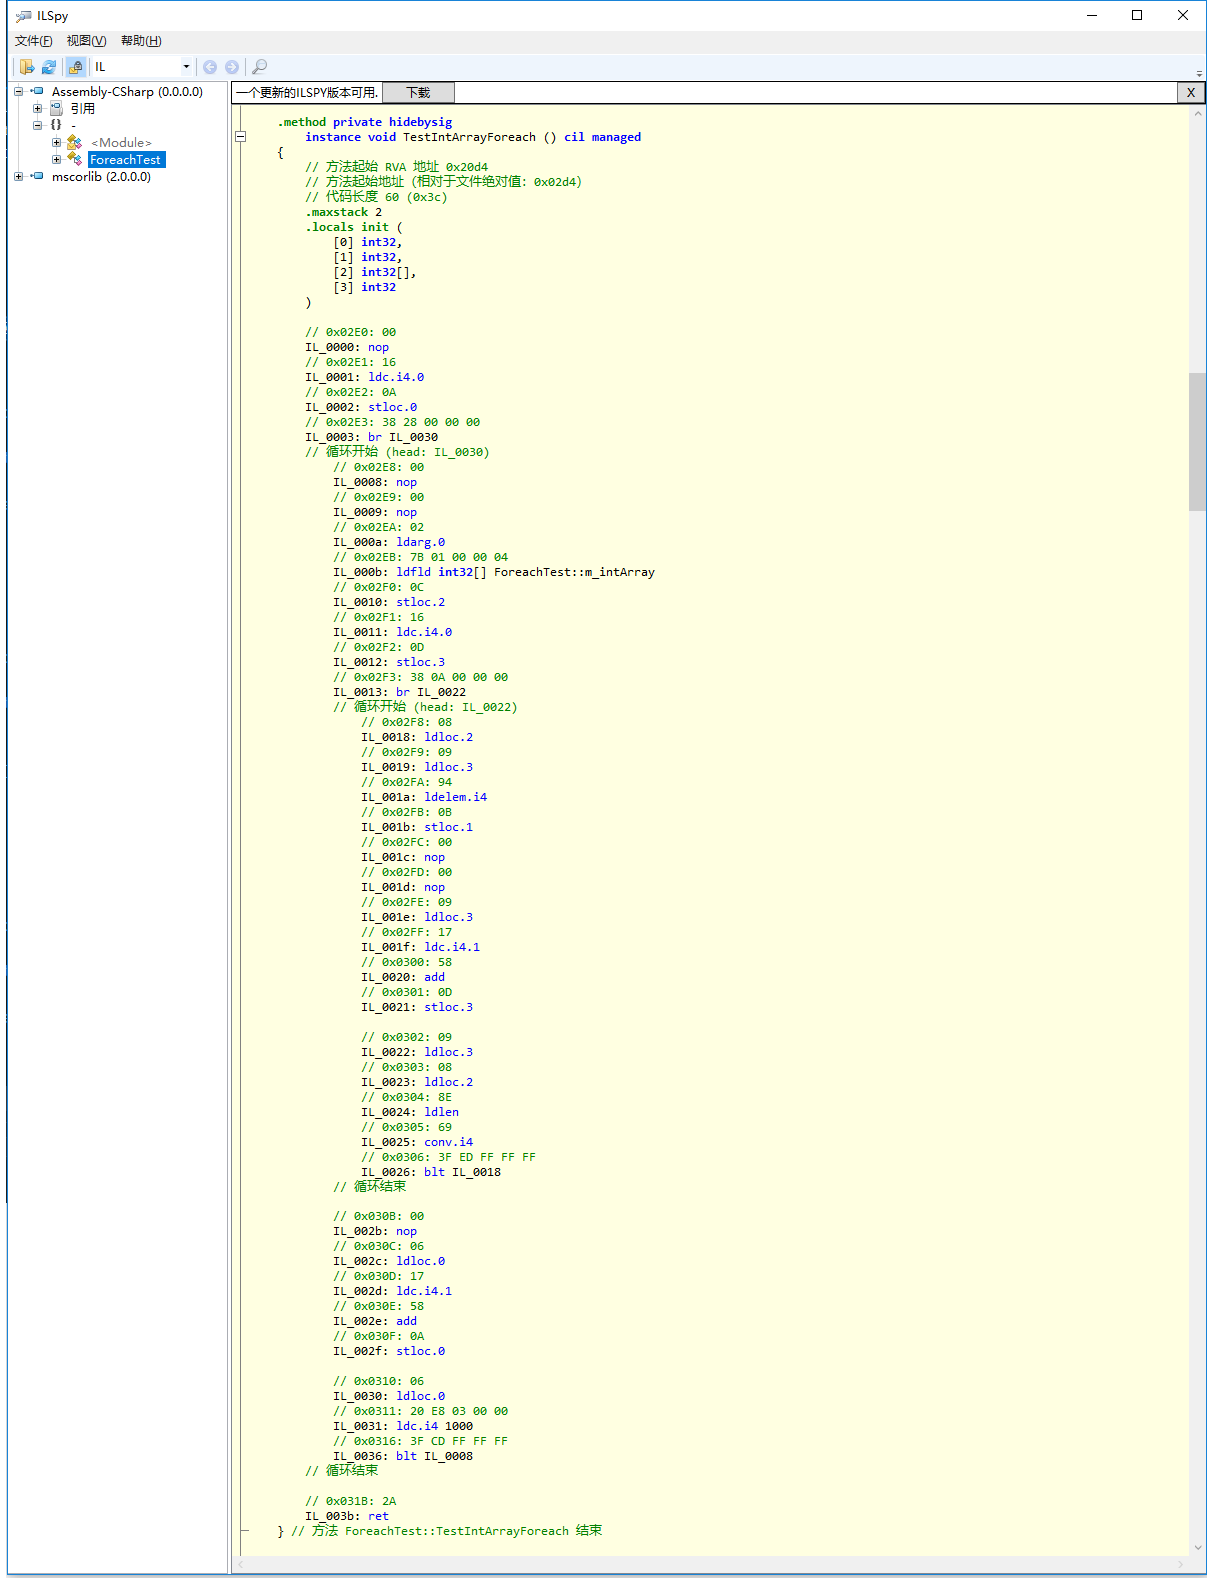 ILSpy
文件(F) 视图(V) 帮助(H)
IL
Assembly-CSharp (0.0.0.0)
引用
{} -
<Module>
ForeachTest
mscorlib (2.0.0.0)
一个更新的ILSPY版本可用. 下载 X
.method private hidebysig
instance void TestIntArrayForeach () cil managed
{
// 方法起始 RVA 地址 0x20d4
// 方法起始地址 (相对于文件绝对值: 0x02d4)
// 代码长度 60 (0x3c)
.maxstack 2
.locals init (
[0] int32,
[1] int32,
[2] int32[],
[3] int32
)
// 0x02E0: 00
IL_0000: nop
// 0x02E1: 16
IL_0001: ldc.i4.0
// 0x02E2: 0A
IL_0002: stloc.0
// 0x02E3: 38 28 00 00 00
IL_0003: br IL_0030
// 循环开始 (head: IL_0030)
// 0x02E8: 00
IL_0008: nop
// 0x02E9: 00
IL_0009: nop
// 0x02EA: 02
IL_000a: ldarg.0
// 0x02EB: 7B 01 00 00 04
IL_000b: ldfld int32[] ForeachTest::m_intArray
// 0x02F0: 0C
IL_0010: stloc.2
// 0x02F1: 16
IL_0011: ldc.i4.0
// 0x02F2: 0D
IL_0012: stloc.3
// 0x02F3: 38 0A 00 00 00
IL_0013: br IL_0022
// 循环开始 (head: IL_0022)
// 0x02F8: 08
IL_0018: ldloc.2
// 0x02F9: 09
IL_0019: ldloc.3
// 0x02FA: 94
IL_001a: ldelem.i4
// 0x02FB: 0B
IL_001b: stloc.1
// 0x02FC: 00
IL_001c: nop
// 0x02FD: 00
IL_001d: nop
// 0x02FE: 09
IL_001e: ldloc.3
// 0x02FF: 17
IL_001f: ldc.i4.1
// 0x0300: 58
IL_0020: add
// 0x0301: 0D
IL_0021: stloc.3
// 0x0302: 09
IL_0022: ldloc.3
// 0x0303: 08
IL_0023: ldloc.2
// 0x0304: 8E
IL_0024: ldlen
// 0x0305: 69
IL_0025: conv.i4
// 0x0306: 3F ED FF FF FF
IL_0026: blt IL_0018
// 循环结束
// 0x030B: 00
IL_002b: nop
// 0x030C: 06
IL_002c: ldloc.0
// 0x030D: 17
IL_002d: ldc.i4.1
// 0x030E: 58
IL_002e: add
// 0x030F: 0A
IL_002f: stloc.0
// 0x0310: 06
IL_0030: ldloc.0
// 0x0311: 20 E8 03 00 00
IL_0031: ldc.i4 1000
// 0x0316: 3F CD FF FF FF
IL_0036: blt IL_0008
// 循环结束
// 0x031B: 2A
IL_003b: ret
} // 方法 ForeachTest::TestIntArrayForeach 结束